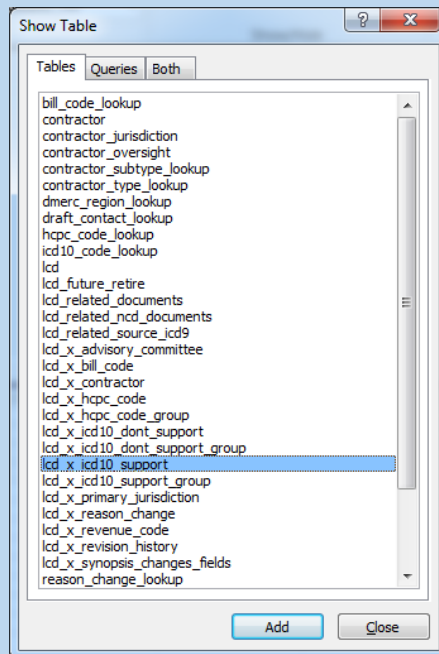 Show Table
Tables Queries Both
bill_code_lookup
contractor
contractor_jurisdiction
contractor_oversight
contractor_subtype_lookup
contractor_type_lookup
dmerc_region_lookup
draft_contact_lookup
hcpc_code_lookup
icd10_code_lookup
lcd
lcd_future_retire
lcd_related_documents
lcd_related_ncd_documents
lcd_related_source_icd9
lcd_x_advisory_committee
lcd_x_bill_code
lcd_x_contractor
lcd_x_hcpc_code
lcd_x_hcpc_code_group
lcd_x_icd10_dont_support
lcd_x_icd10_dont_support_group
lcd_x_icd10_support
lcd_x_icd10_support_group
lcd_x_primary_jurisdiction
lcd_x_reason_change
lcd_x_revenue_code
lcd_x_revision_history
lcd_x_synopsis_changes_fields
reason_change_lookup
Add Close